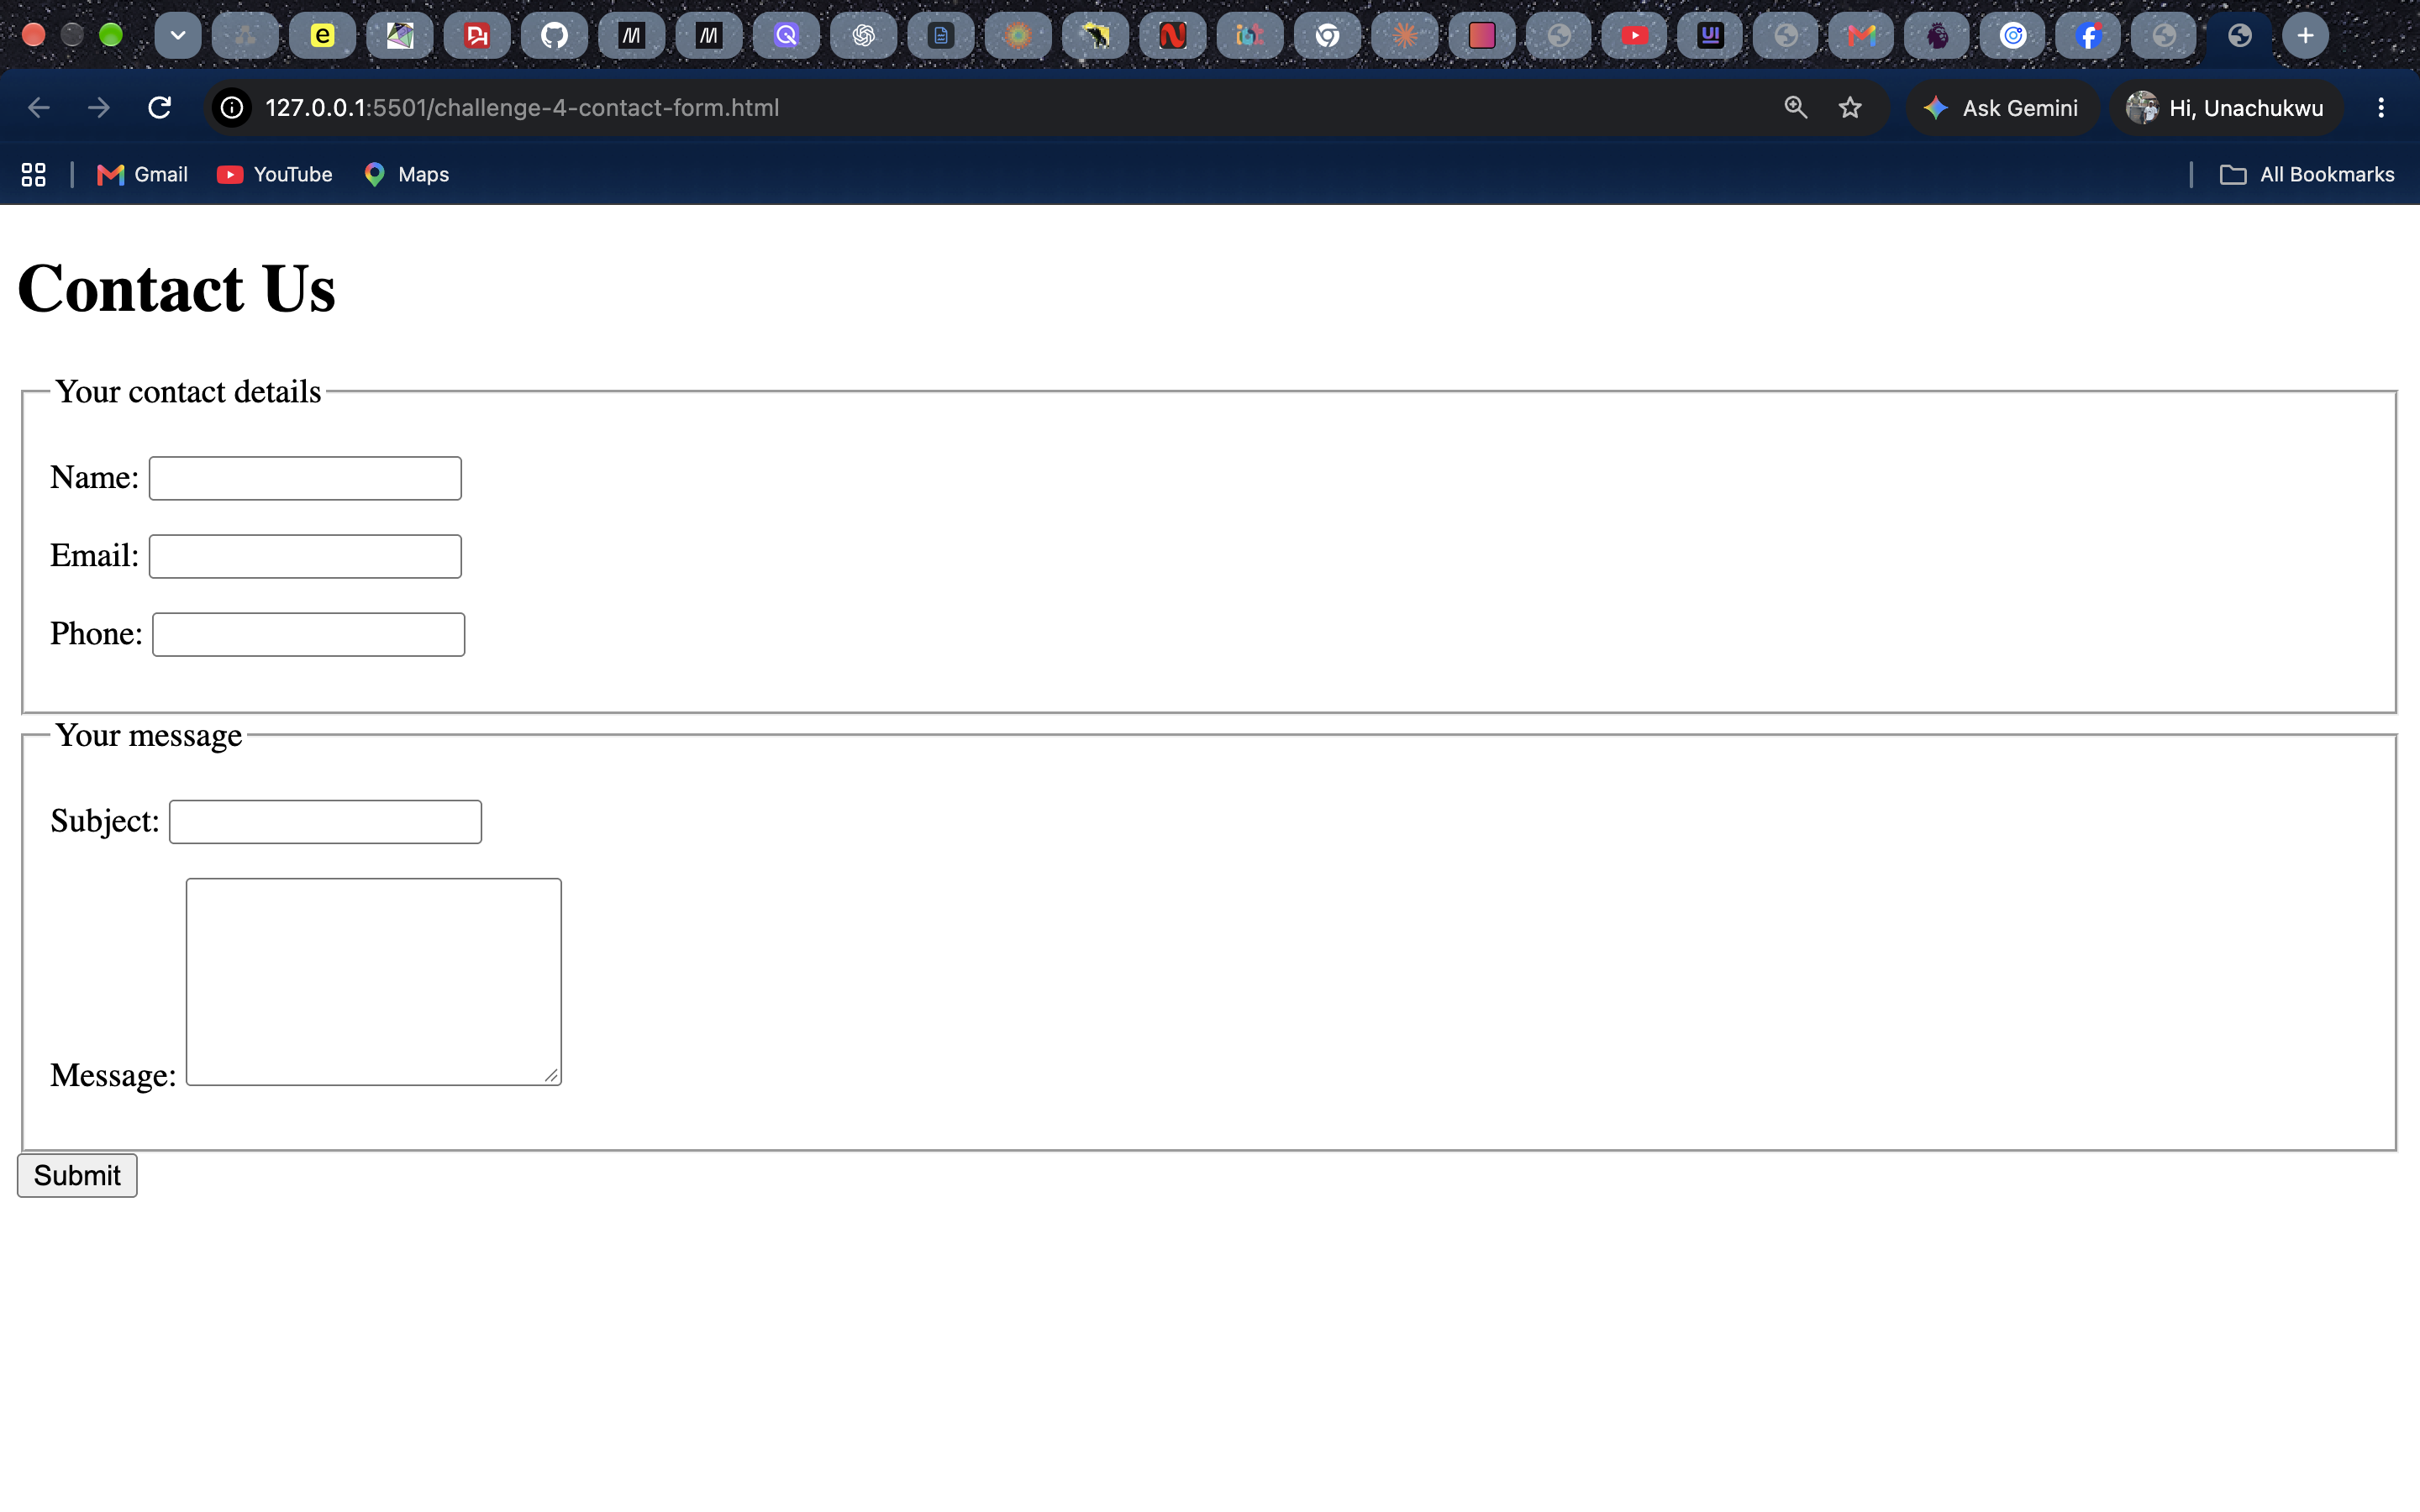 e
UI
127.0.0.1:5501/challenge-4-contact-form.html
Ask Gemini
Hi, Unachukwu
Gmail
YouTube
Maps
All Bookmarks
Contact Us
Your contact details
Name:
Email:
Phone:
Your message
Subject:
Message:
Submit